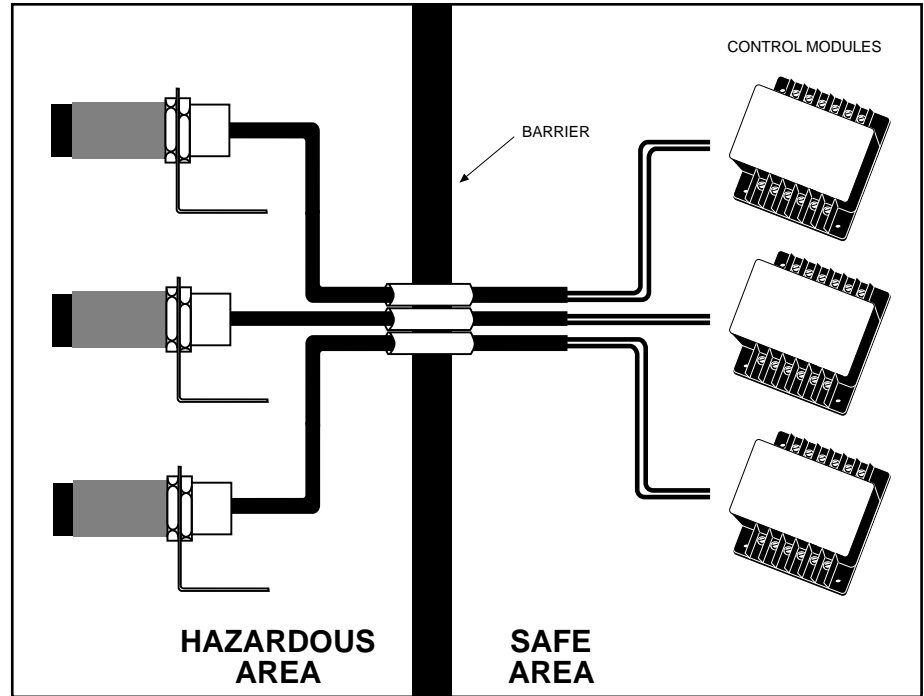 CONTROL MODULES
BARRIER
HAZARDOUS
AREA
SAFE
AREA